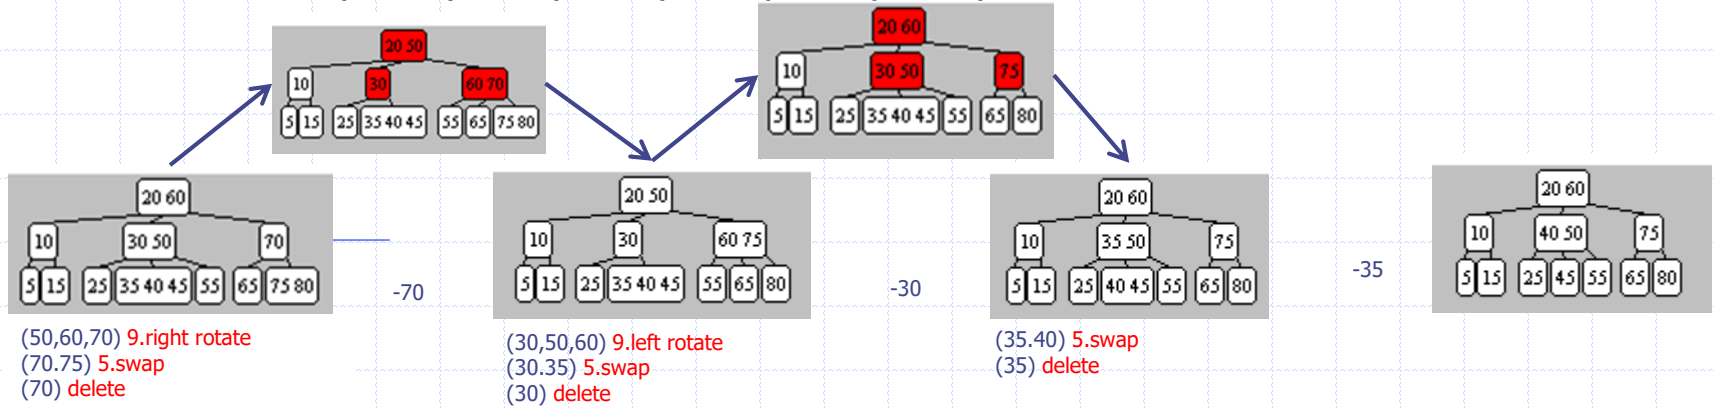 20 50
10 30 60 70
5 15 25 35 40 45 55 65 75 80
20 60
10 30 50 75
5 15 25 35 40 45 55 65 80
20 60
10 30 50 70
5 15 25 35 40 45 55 65 75 80
-70
20 50
10 30 60 75
5 15 25 35 40 45 55 65 80
-30
20 60
10 35 50 75
5 15 25 40 45 55 65 80
-35
20 60
10 40 50 75
5 15 25 45 55 65 80
(50,60,70) 9.right rotate
(70.75) 5.swap
(70) delete
(30,50,60) 9.left rotate
(30.35) 5.swap
(30) delete
(35.40) 5.swap
(35) delete